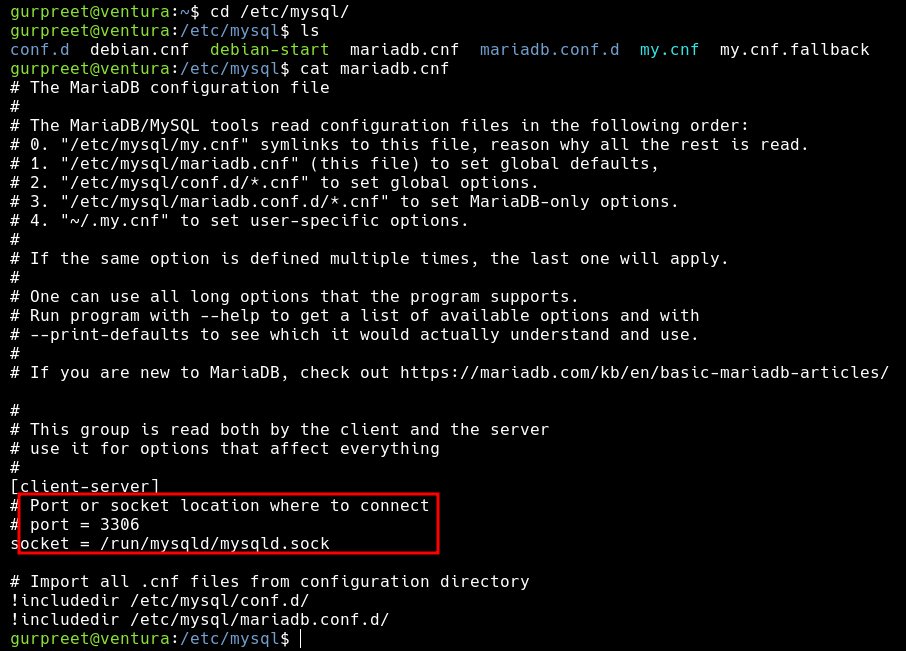 gurpreet@ventura:~$ cd /etc/mysql/
gurpreet@ventura:/etc/mysql$ ls
conf.d  debian.cnf  debian-start  mariadb.cnf  mariadb.conf.d  my.cnf  my.cnf.fallback
gurpreet@ventura:/etc/mysql$ cat mariadb.cnf
# The MariaDB configuration file
#
# The MariaDB/MySQL tools read configuration files in the following order:
# 0. "/etc/mysql/my.cnf" symlinks to this file, reason why all the rest is read.
# 1. "/etc/mysql/mariadb.cnf" (this file) to set global defaults,
# 2. "/etc/mysql/conf.d/*.cnf" to set global options.
# 3. "/etc/mysql/mariadb.conf.d/*.cnf" to set MariaDB-only options.
# 4. "~/.my.cnf" to set user-specific options.
#
# If the same option is defined multiple times, the last one will apply.
#
# One can use all long options that the program supports.
# Run program with --help to get a list of available options and with
# --print-defaults to see which it would actually understand and use.
#
# If you are new to MariaDB, check out https://mariadb.com/kb/en/basic-mariadb-articles/

#
# This group is read both by the client and the server
# use it for options that affect everything
#
[client-server]
# Port or socket location where to connect
# port = 3306
socket = /run/mysqld/mysqld.sock

# Import all .cnf files from configuration directory
!includedir /etc/mysql/conf.d/
!includedir /etc/mysql/mariadb.conf.d/
gurpreet@ventura:/etc/mysql$